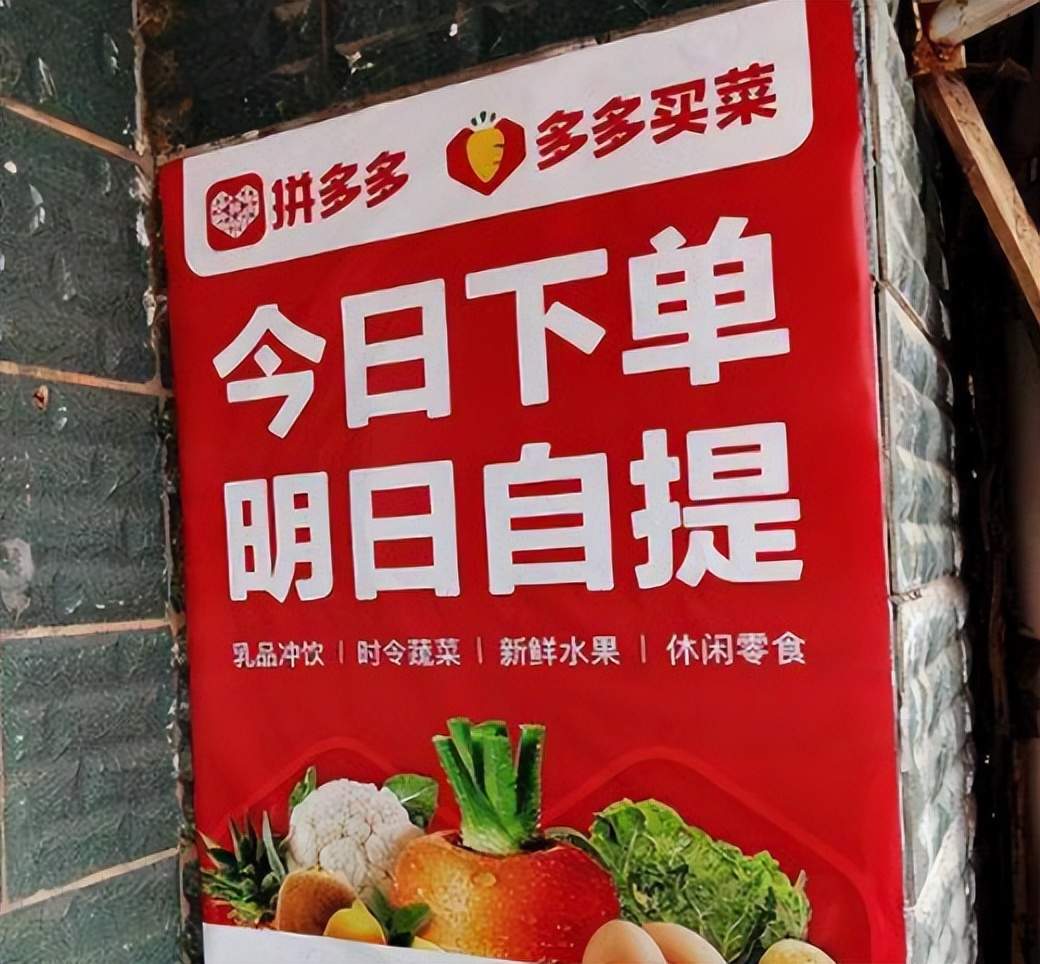 拼多多 多多买菜
今日下单
明日自提
乳品冲饮 | 时令蔬菜 | 新鲜水果 | 休闲零食